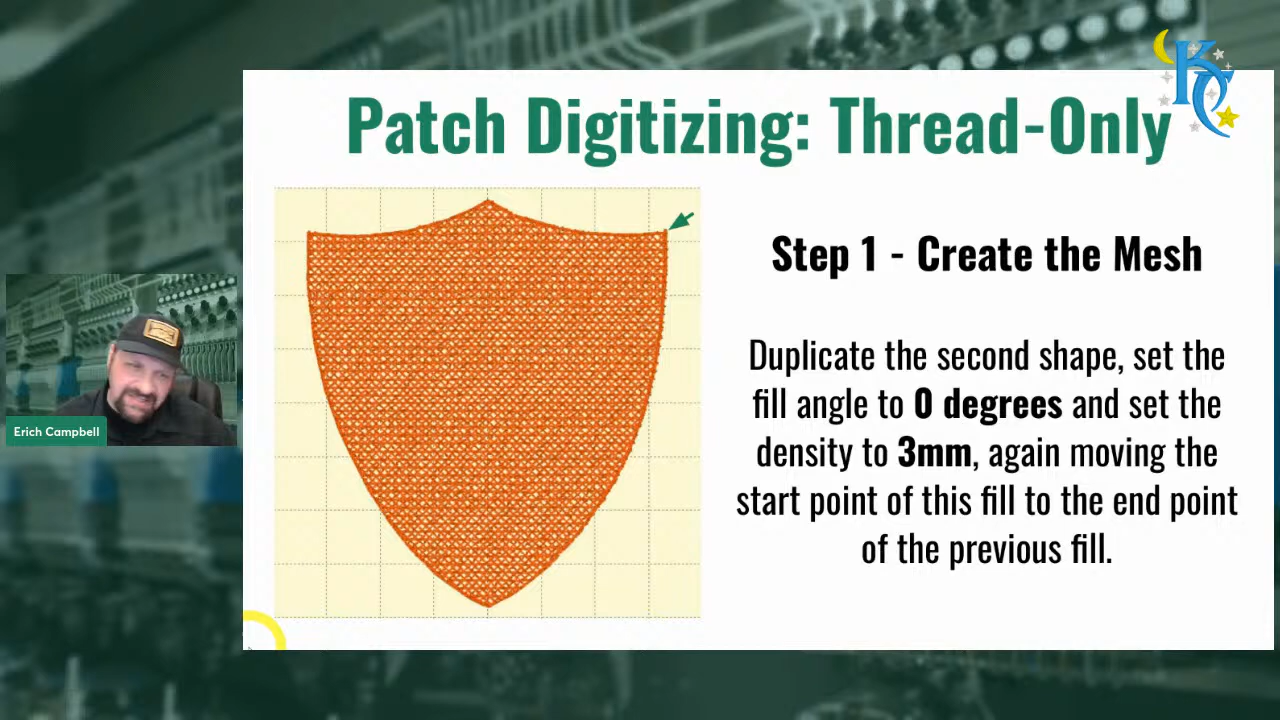 Patch Digitizing: Thread-Only
KC
Step 1 - Create the Mesh
Duplicate the second shape, set the
fill angle to 0 degrees and set the
density to 3mm, again moving the
start point of this fill to the end point
of the previous fill.
Erich Campbell